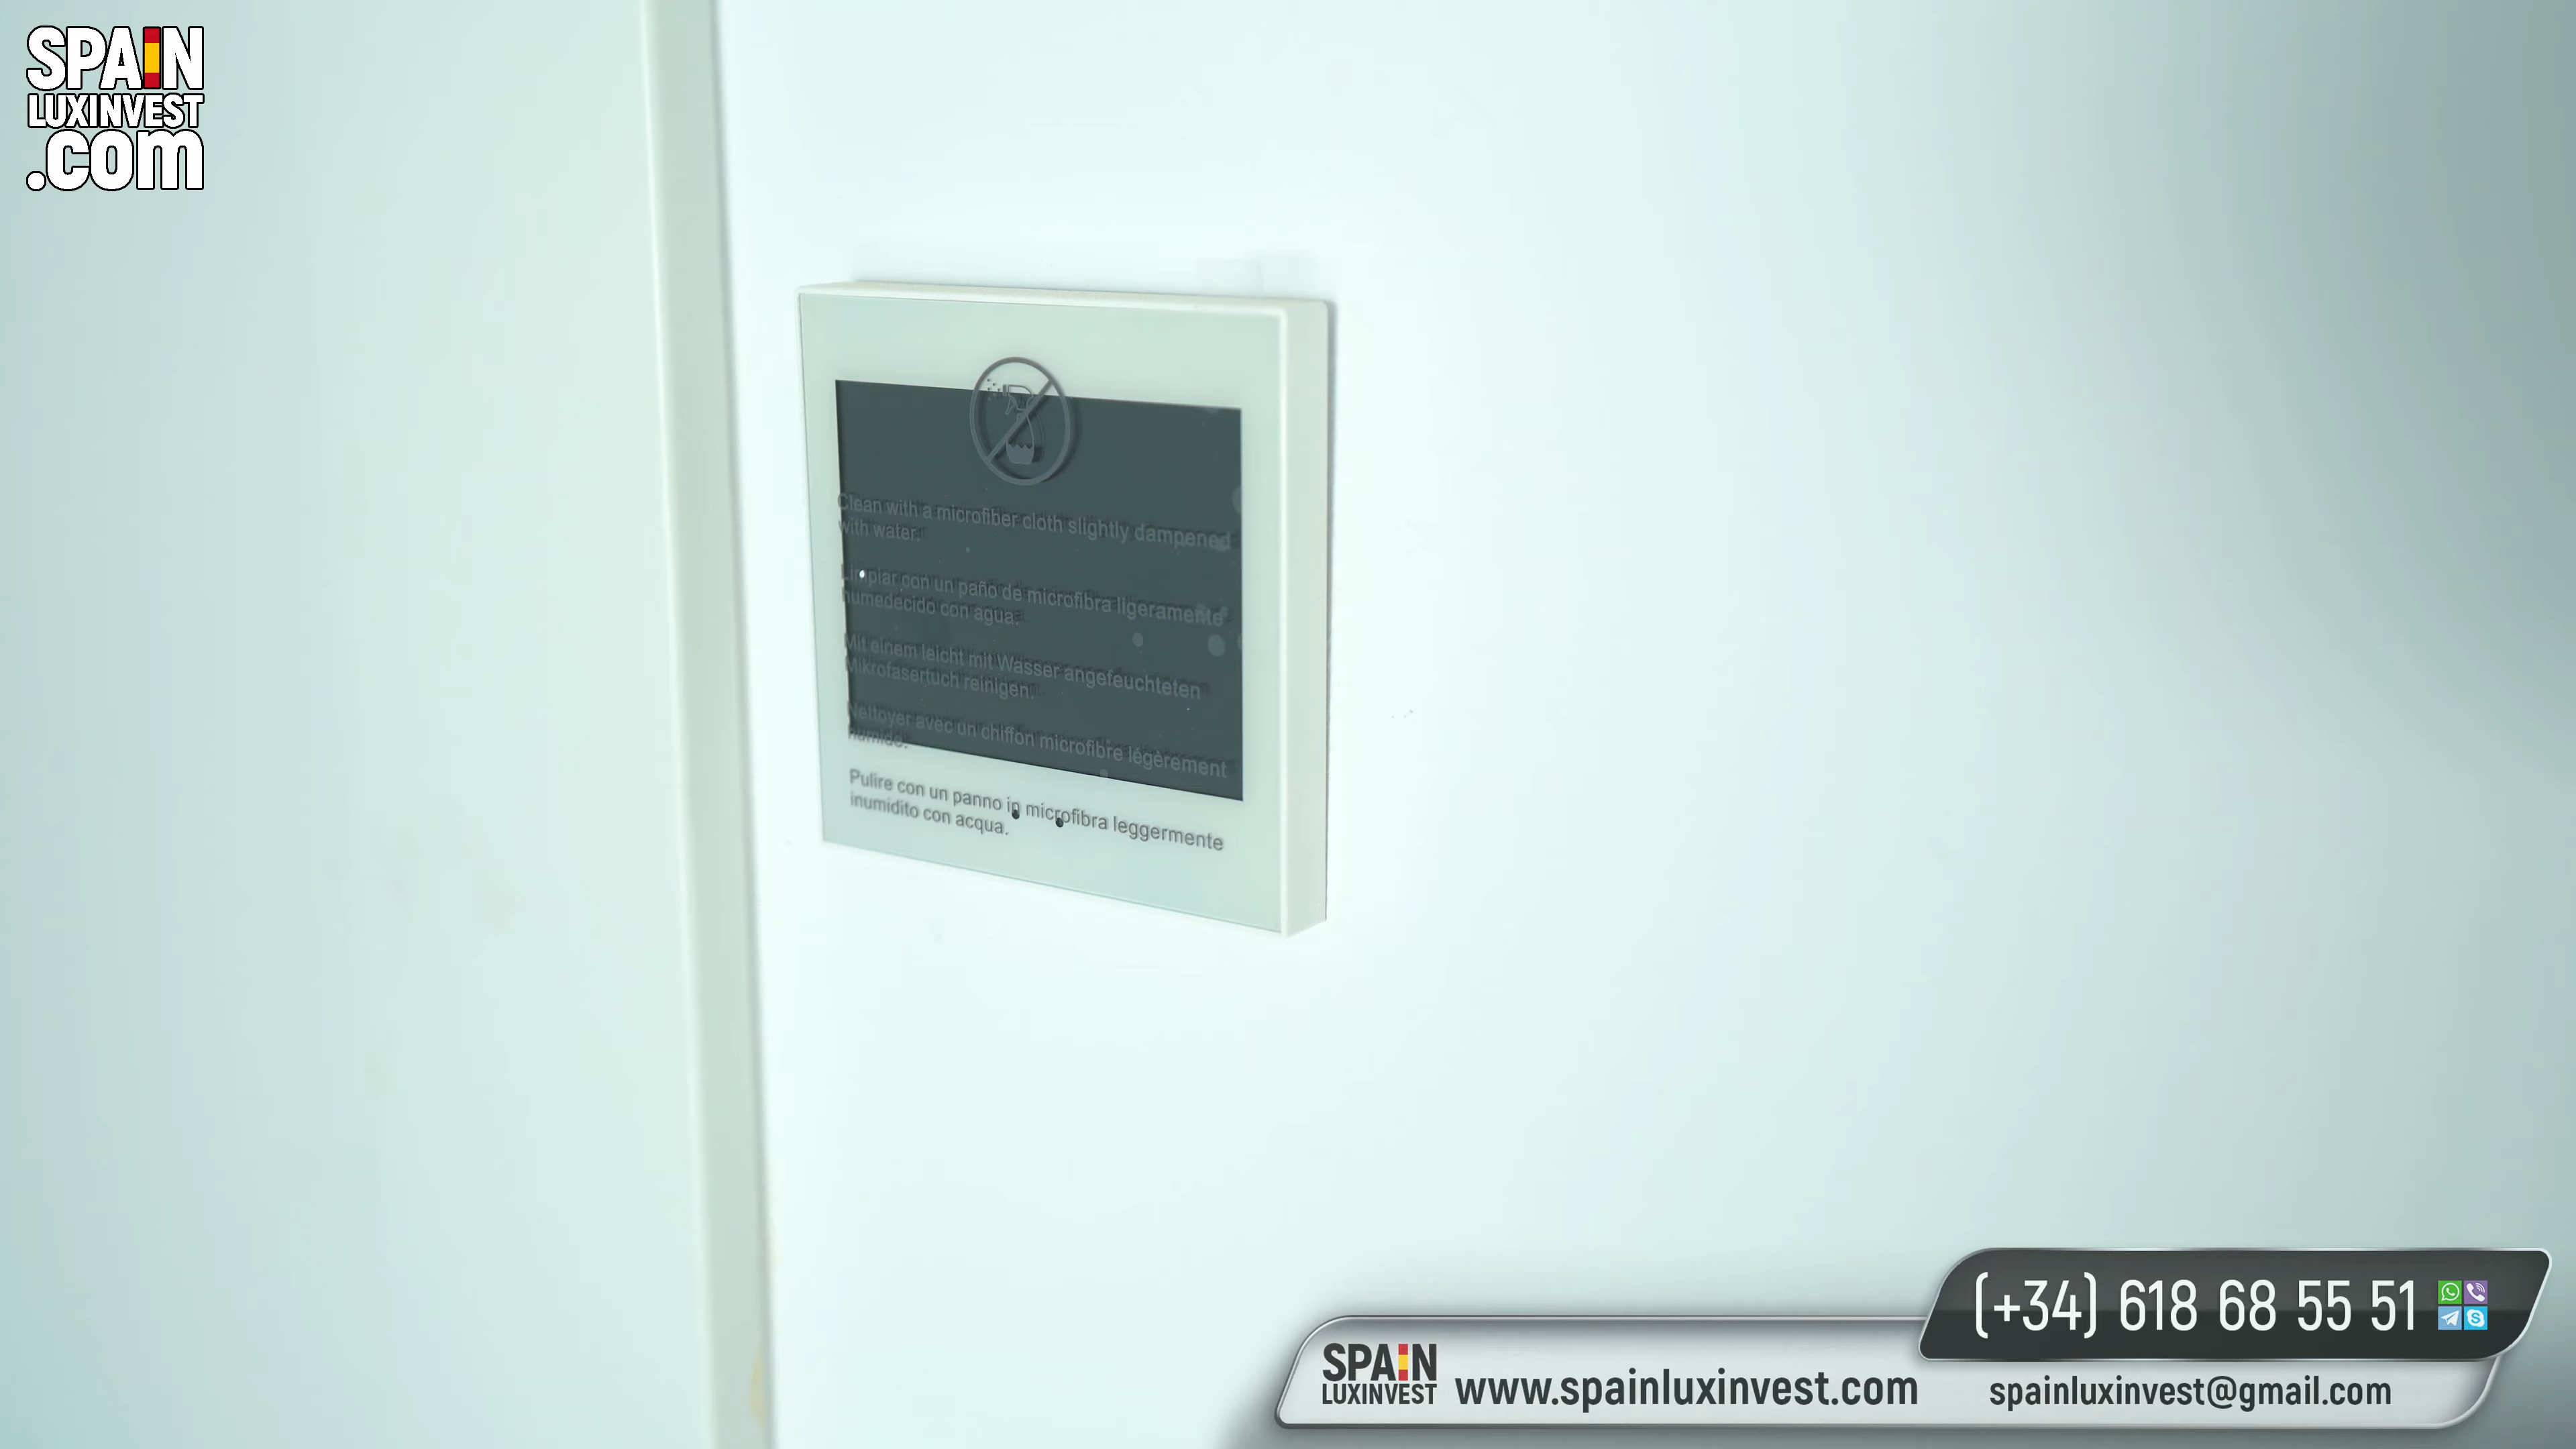 SPAIN
LUXINVEST
.com
Clean with a microfiber cloth slightly dampened
with water.
Limpiar con un paño de microfibra ligeramente
humedecido con agua.
Mit einem leicht mit Wasser angefeuchteten
Mikrofasertuch reinigen.
Nettoyer avec un chiffon microfibre légèrement
humide.
Pulire con un panno in microfibra leggermente
inumidito con acqua.
(+34) 618 68 55 51
SPAIN
LUXINVEST
www.spainluxinvest.com
spainluxinvest@gmail.com